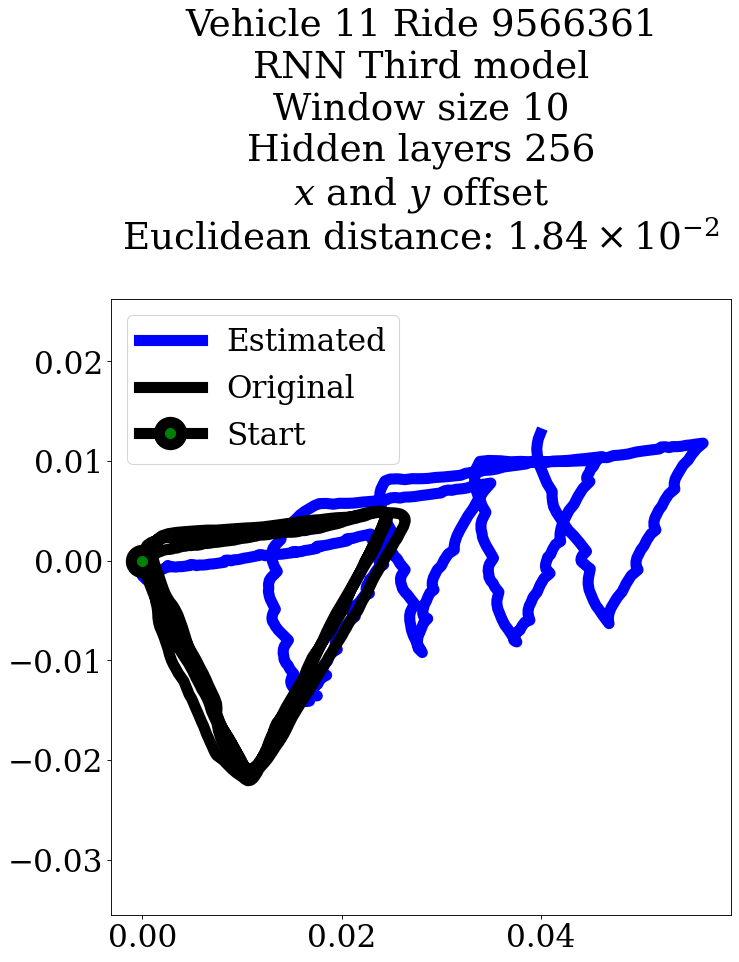 Vehicle 11 Ride 9566361
RNN Third model
Window size 10
Hidden layers 256
x and y offset
Euclidean distance: 1.84 × 10⁻²
Estimated
Original
Start
0.02
0.01
0.00
−0.01
−0.02
−0.03
0.00 0.02 0.04